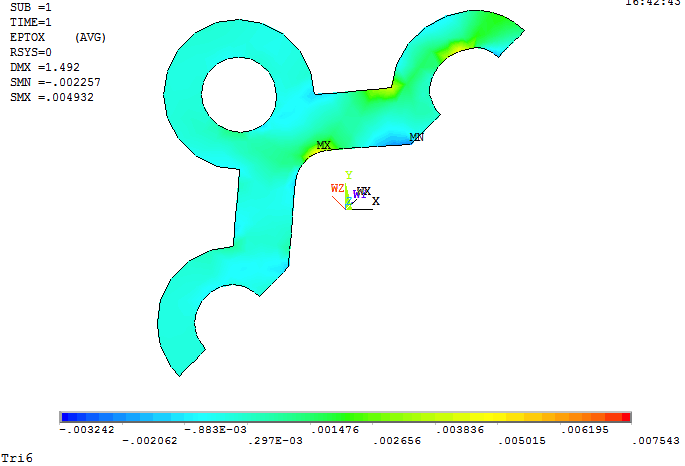 SUB =1
16:42:43
TIME=1
EPTOX (AVG)
RSYS=0
DMX =1.492
SMN =-.002257
SMX =.004932
MX
MN
Y
WZ
WX
Z
X
-.003242 -.883E-03 .001476 .003836 .006195
-.002062 .297E-03 .002656 .005015 .007543
Tri6